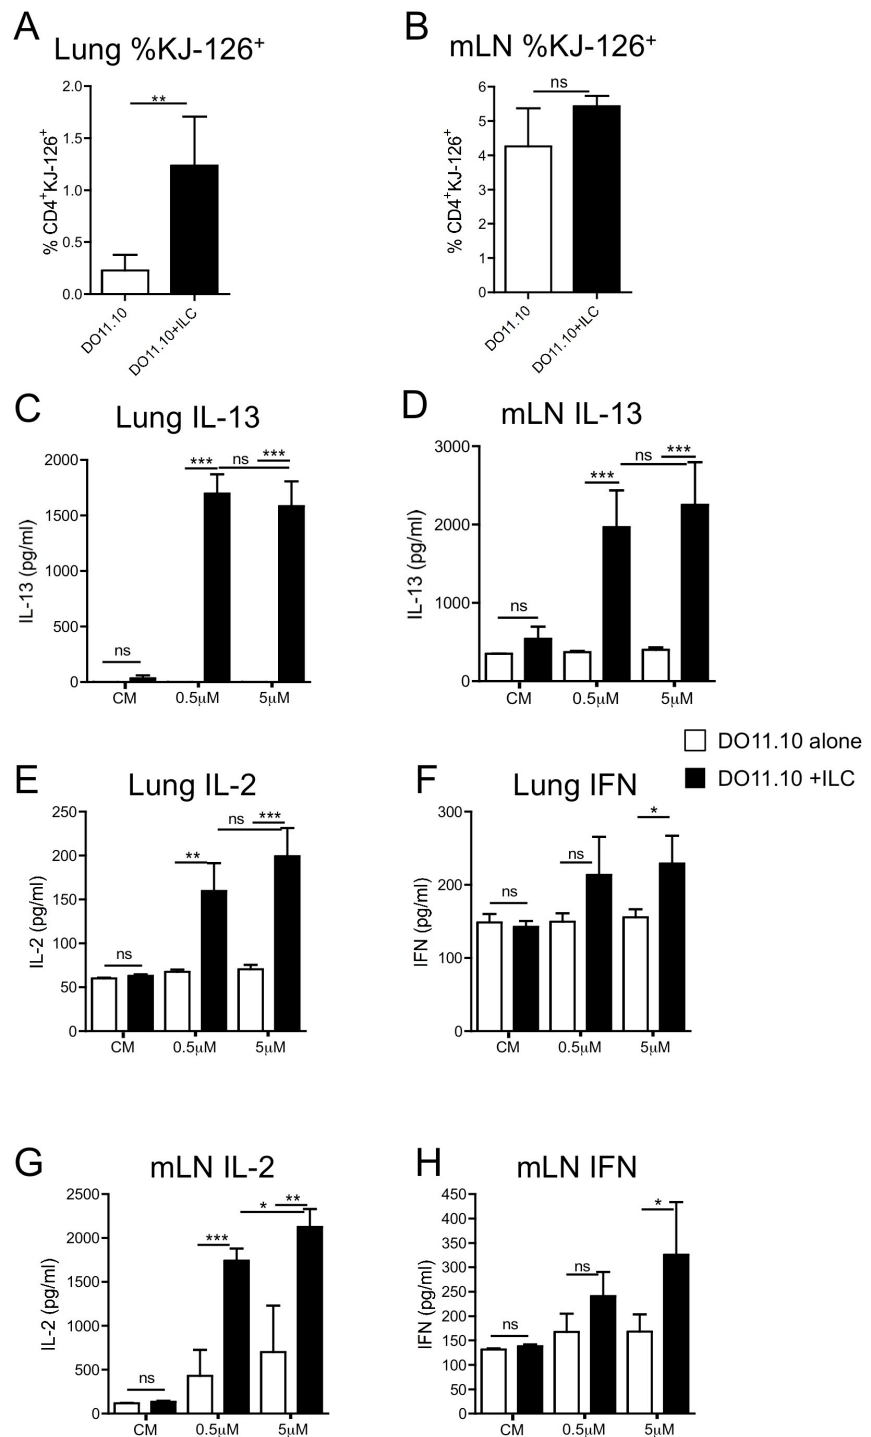 A
Lung %KJ-126+
% CD4+KJ-126+
2.0
1.5
1.0
0.5
0.0
**
DO11.10
DO11.10+ILC
B
mLN %KJ-126+
% CD4+KJ-126+
6
5
4
3
2
1
0
ns
DO11.10
DO11.10+ILC
C
Lung IL-13
IL-13 (pg/ml)
2000
1500
1000
500
0
ns
***
ns
***
CM 0.5µM 5µM
D
mLN IL-13
IL-13 (pg/ml)
3000
2000
1000
0
ns
***
ns
***
CM 0.5µM 5µM
DO11.10 alone
DO11.10 +ILC
E
Lung IL-2
IL-2 (pg/ml)
250
200
150
100
50
0
ns
**
ns
***
CM 0.5µM 5µM
F
Lung IFN
IFN (pg/ml)
300
200
100
0
ns
ns
*
CM 0.5µM 5µM
G
mLN IL-2
IL-2 (pg/ml)
2500
2000
1500
1000
500
0
ns
***
*
**
CM 0.5µM 5µM
H
mLN IFN
IFN (pg/ml)
450
400
350
300
250
200
150
100
50
0
ns
ns
*
CM 0.5µM 5µM